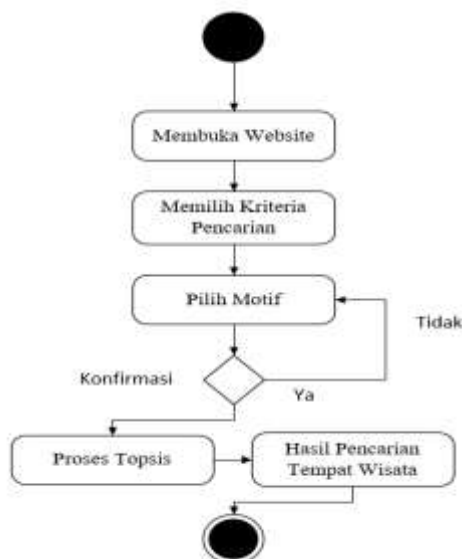 Membuka Website
Memilih Kriteria
Pencarian
Pilih Motif
Tidak
Konfirmasi
Ya
Proses Topsis
Hasil Pencarian
Tempat Wisata